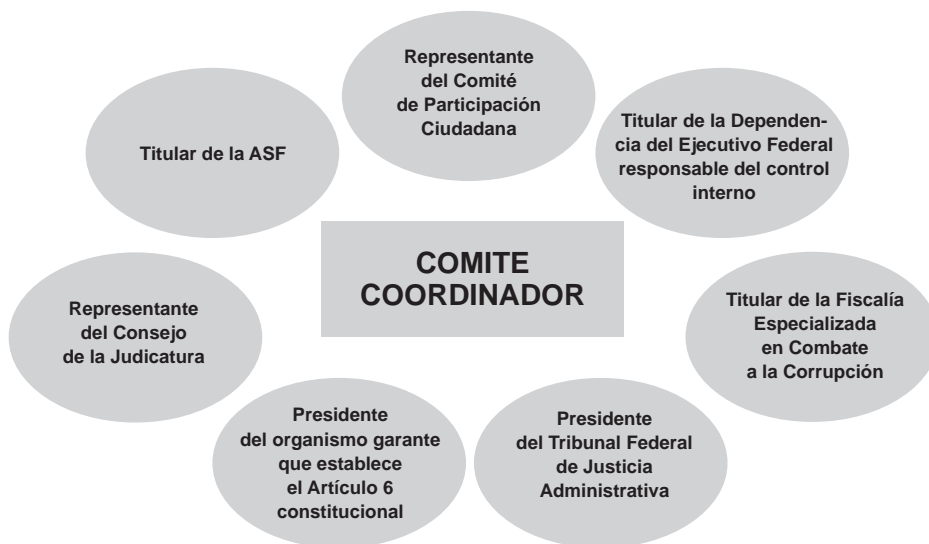 Representante
del Comité
de Participación
Ciudadana
Titular de la ASF
Titular de la Dependen-
cia del Ejecutivo Federal
responsable del control
interno
COMITE
COORDINADOR
Representante
del Consejo
de la Judicatura
Titular de la Fiscalía
Especializada
en Combate
a la Corrupción
Presidente
del organismo garante
que establece
el Artículo 6
constitucional
Presidente
del Tribunal Federal
de Justicia
Administrativa